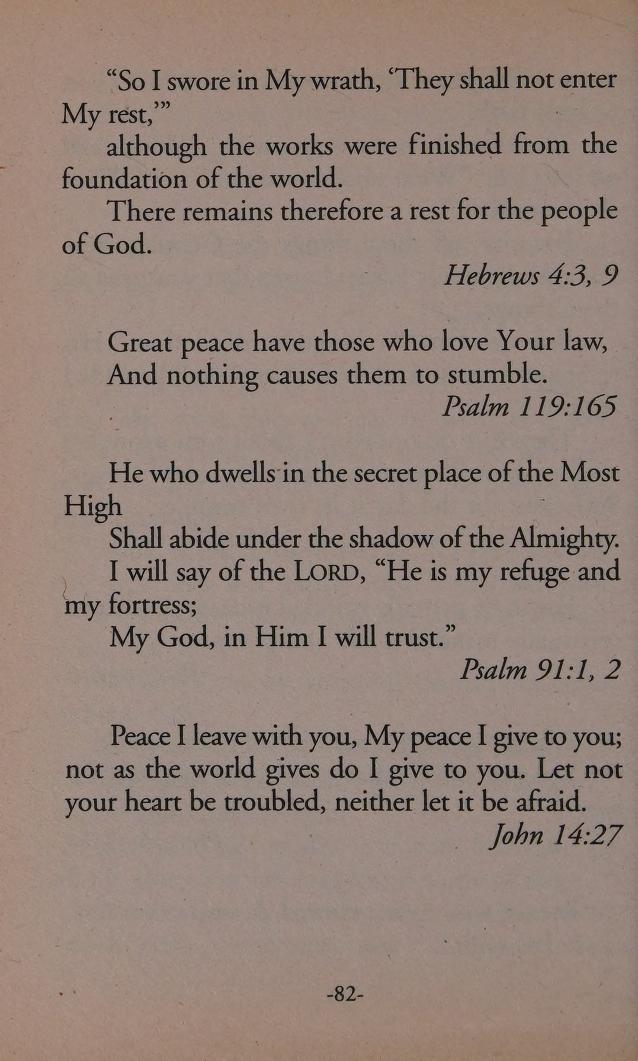 “So I swore in My wrath, ‘They shall not enter
My rest,’”
although the works were finished from the
foundation of the world.
There remains therefore a rest for the people
of God.
Hebrews 4:3, 9
Great peace have those who love Your law,
And nothing causes them to stumble.
Psalm 119:165
He who dwells in the secret place of the Most
High
Shall abide under the shadow of the Almighty.
I will say of the LORD, “He is my refuge and
my fortress;
My God, in Him I will trust.”
Psalm 91:1, 2
Peace I leave with you, My peace I give to you;
not as the world gives do I give to you. Let not
your heart be troubled, neither let it be afraid.
John 14:27
-82-